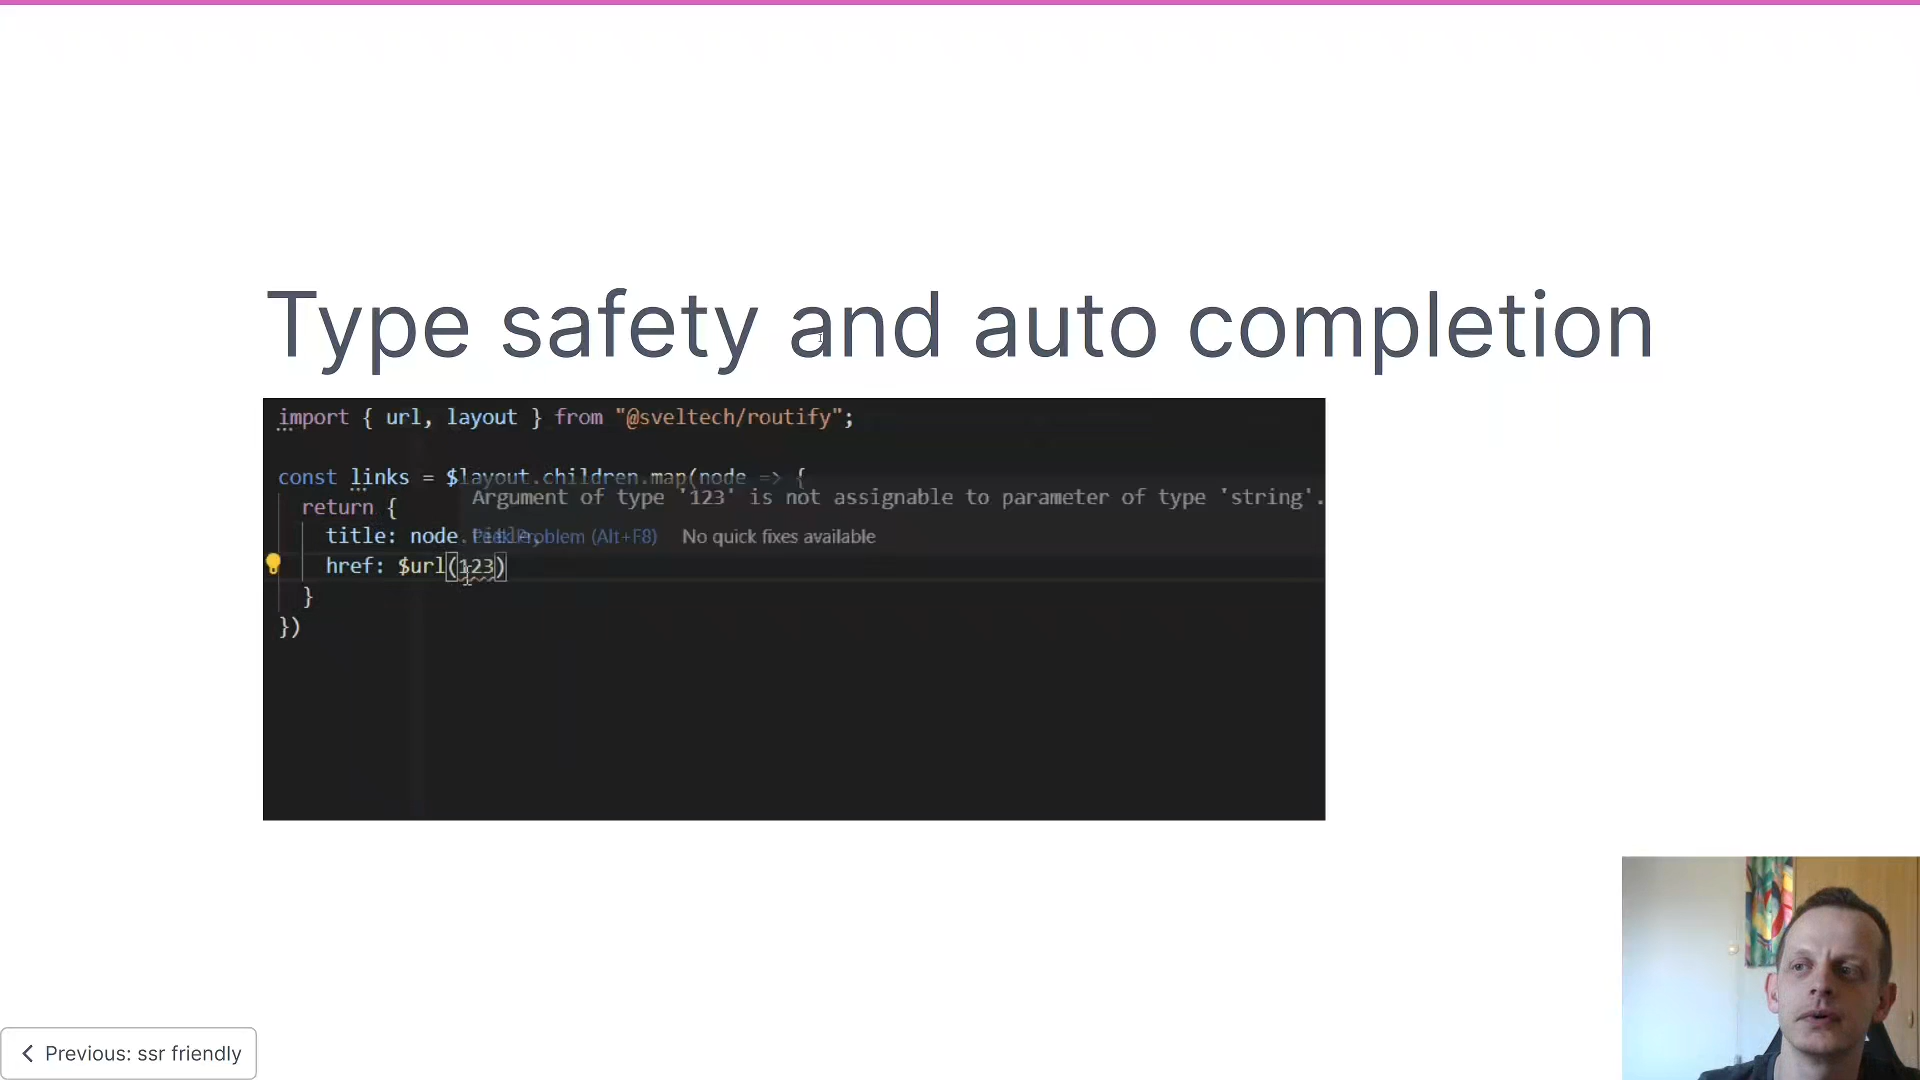 Type safety and auto completion
import { url, layout } from "@sveltech/routify";
const links = $layout.children.map(node => {
Argument of type '123' is not assignable to parameter of type 'string'.
return {
title: node.title,
Peek Problem (Alt+F8) No quick fixes available
href: $url(123)
}
})
Previous: ssr friendly